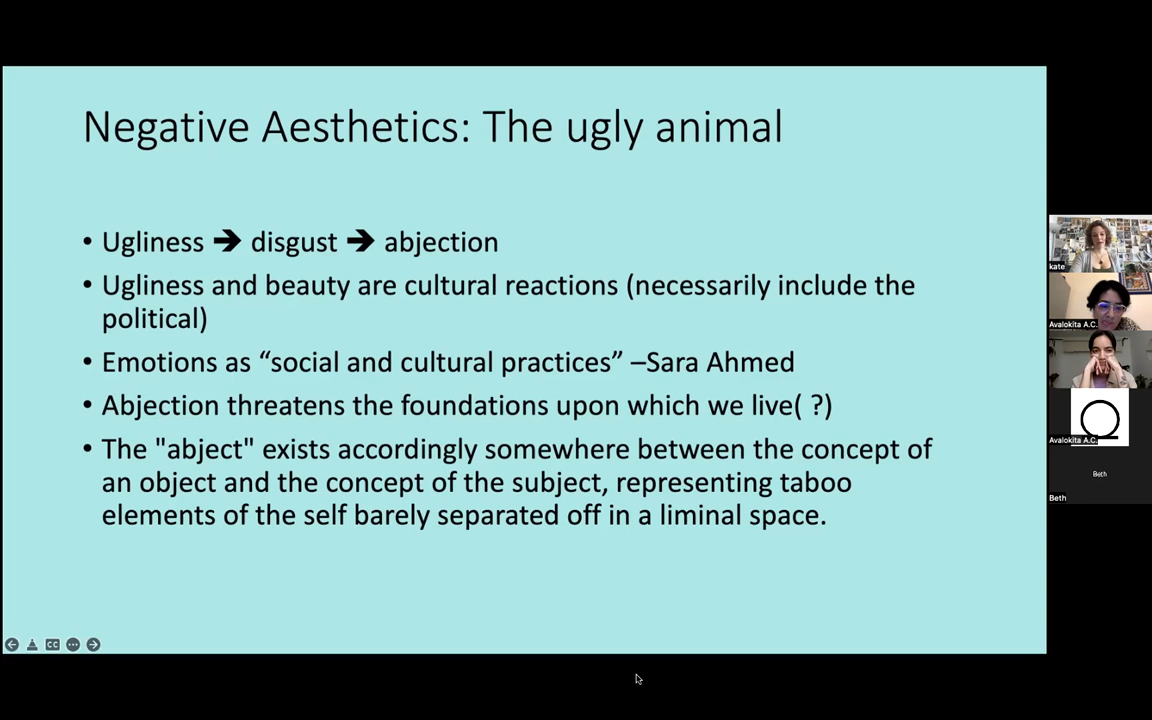 Negative Aesthetics: The ugly animal
• Ugliness ➔ disgust ➔ abjection
• Ugliness and beauty are cultural reactions (necessarily include the
political)
• Emotions as “social and cultural practices” –Sara Ahmed
• Abjection threatens the foundations upon which we live( ?)
• The "abject" exists accordingly somewhere between the concept of
an object and the concept of the subject, representing taboo
elements of the self barely separated off in a liminal space.
kate
Avalokita A.C.
Avalokita A.C.
Beth
Beth
CC